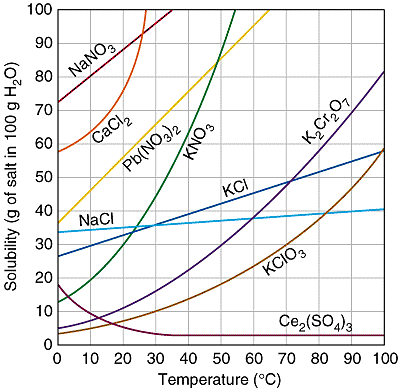 100
90
80
70
60
50
40
30
20
10
0
Solubility (g of salt in 100 g H₂O)
NaNO₃
CaCl₂
Pb(NO₃)₂
KNO₃
K₂Cr₂O₇
KCl
NaCl
KClO₃
Ce₂(SO₄)₃
0 10 20 30 40 50 60 70 80 90 100
Temperature (°C)